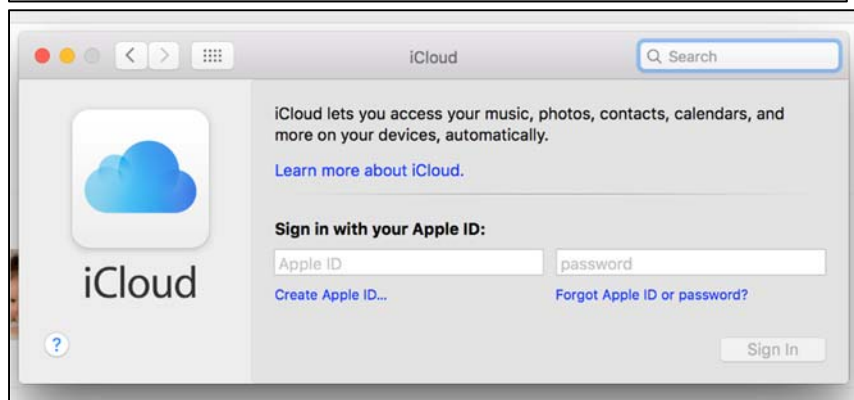 iCloud
Search
iCloud lets you access your music, photos, contacts, calendars, and
more on your devices, automatically.
Learn more about iCloud.
Sign in with your Apple ID:
Apple ID password
iCloud
Create Apple ID... Forgot Apple ID or password?
?
Sign In